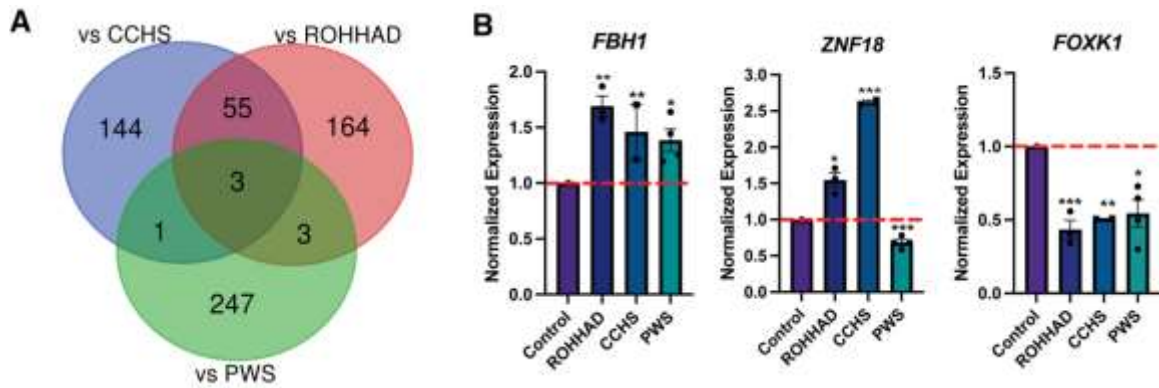 A
vs CCHS
vs ROHHAD
144
55
164
3
1
3
247
vs PWS
B
FBH1
Normalized Expression
2.0
1.5
1.0
0.5
0.0
**
**
*
Control
ROHHAD
CCHS
PWS
ZNF18
Normalized Expression
3.0
2.5
2.0
1.5
1.0
0.5
0.0
*
***
***
Control
ROHHAD
CCHS
PWS
FOXK1
Normalized Expression
1.5
1.0
0.5
0.0
***
**
*
Control
ROHHAD
CCHS
PWS